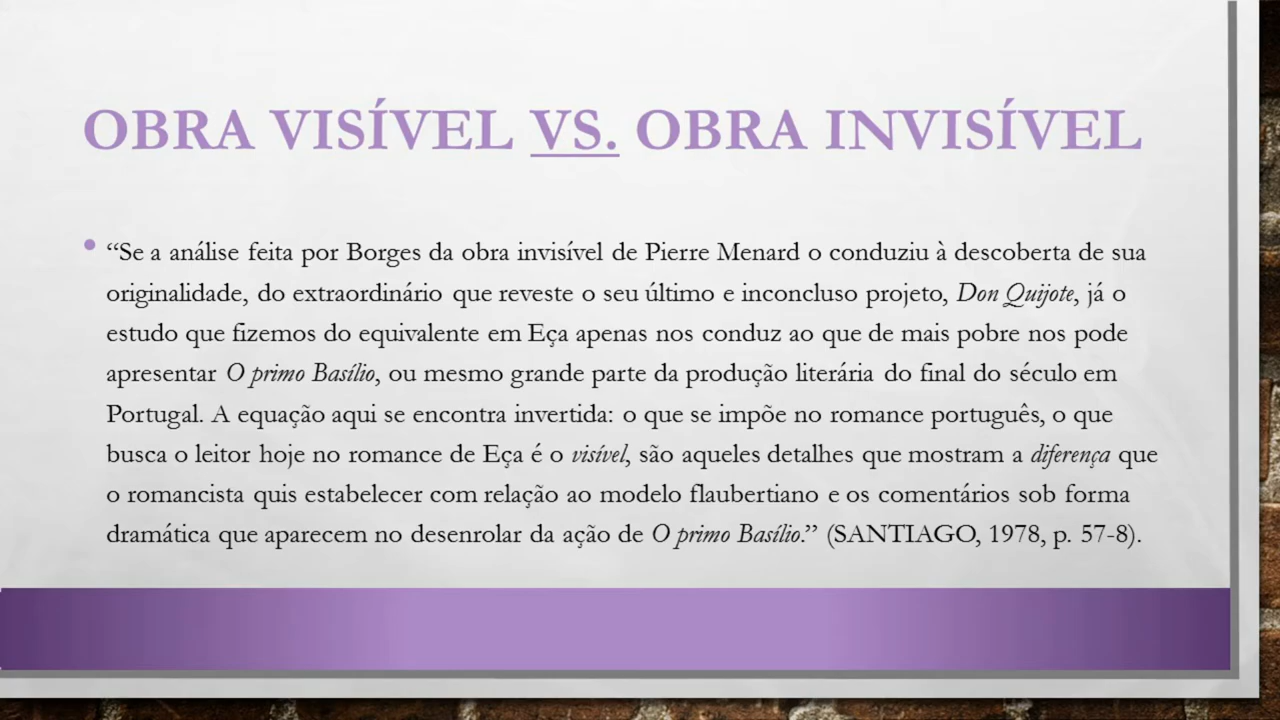 OBRA VISÍVEL VS. OBRA INVISÍVEL
• “Se a análise feita por Borges da obra invisível de Pierre Menard o conduziu à descoberta de sua
originalidade, do extraordinário que reveste o seu último e inconcluso projeto, Don Quijote, já o
estudo que fizemos do equivalente em Eça apenas nos conduz ao que de mais pobre nos pode
apresentar O primo Basílio, ou mesmo grande parte da produção literária do final do século em
Portugal. A equação aqui se encontra invertida: o que se impõe no romance português, o que
busca o leitor hoje no romance de Eça é o visível, são aqueles detalhes que mostram a diferença que
o romancista quis estabelecer com relação ao modelo flaubertiano e os comentários sob forma
dramática que aparecem no desenrolar da ação de O primo Basílio.” (SANTIAGO, 1978, p. 57-8).